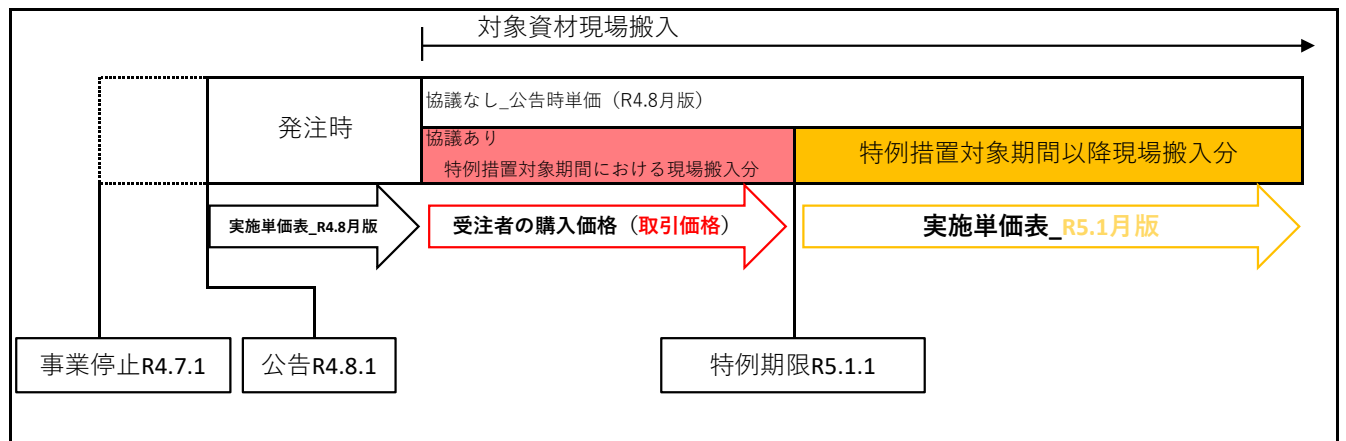 対象資材現場搬入
発注時
協議なし_公告時単価（R4.8月版）
協議あり
特例措置対象期間における現場搬入分
特例措置対象期間以降現場搬入分
実施単価表_R4.8月版
受注者の購入価格（取引価格）
実施単価表_R5.1月版
事業停止R4.7.1
公告R4.8.1
特例期限R5.1.1